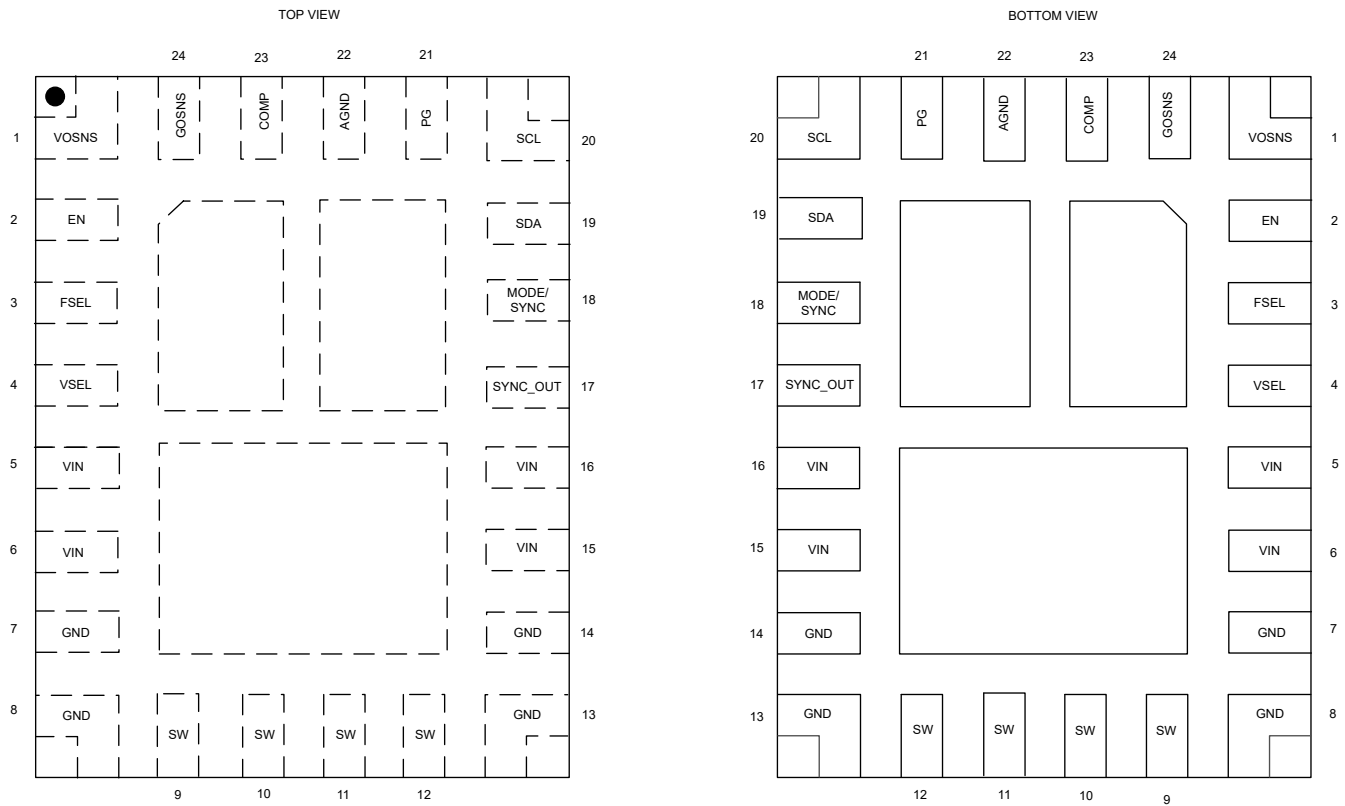 TOP VIEW
24
23
22
21
GOSNS
COMP
AGND
PG
1
VOSNS
SCL
20
2
EN
SDA
19
3
FSEL
MODE/
SYNC
18
4
VSEL
SYNC_OUT
17
5
VIN
VIN
16
6
VIN
VIN
15
7
GND
GND
14
8
GND
GND
13
SW
SW
SW
SW
9
10
11
12
BOTTOM VIEW
21
22
23
24
PG
AGND
COMP
GOSNS
20
SCL
VOSNS
1
19
SDA
EN
2
18
MODE/
SYNC
FSEL
3
17
SYNC_OUT
VSEL
4
16
VIN
VIN
5
15
VIN
VIN
6
14
GND
GND
7
13
GND
GND
8
SW
SW
SW
SW
12
11
10
9